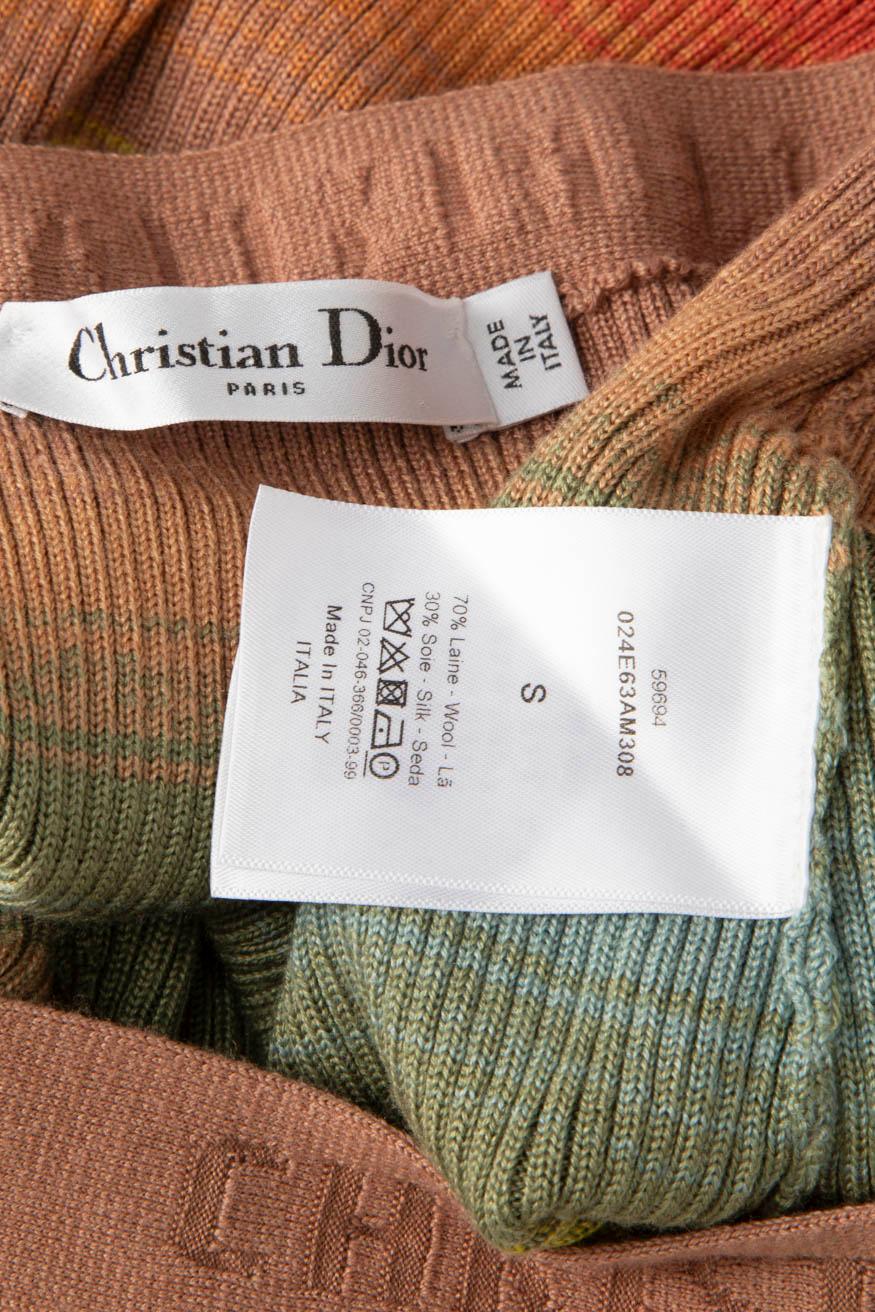 Christian Dior
PARIS
MADE
IN
ITALY
59694
024E63AM308
S
70% Laine - Wool - Lã
30% Soie - Silk - Seda
CNPJ 02-046-366/0003-99
Made In ITALY
ITALIA